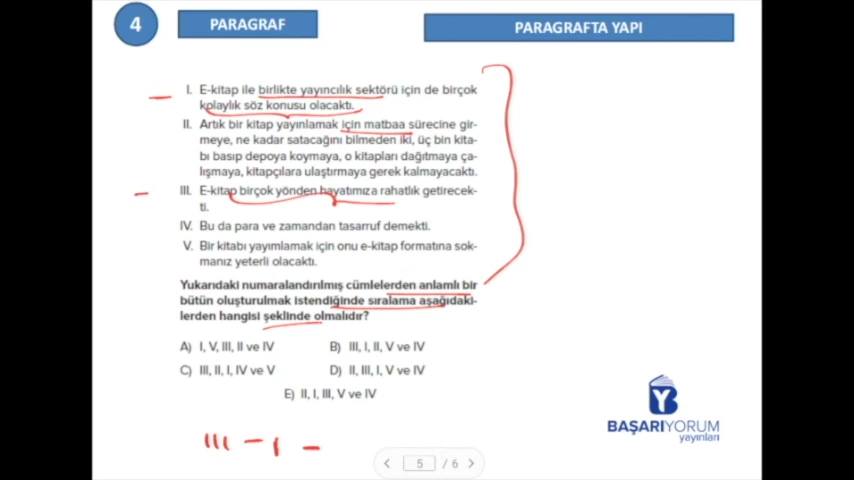 4
PARAGRAF
PARAGRAFTA YAPI
I. E-kitap ile birlikte yayıncılık sektörü için de birçok
kolaylık söz konusu olacaktı.
II. Artık bir kitap yayınlamak için matbaa sürecine gir-
meye, ne kadar satacağını bilmeden iki, üç bin kita-
bı basıp depoya koymaya, o kitapları dağıtmaya ça-
lışmaya, kitapçılara ulaştırmaya gerek kalmayacaktı.
III. E-kitap birçok yönden hayatımıza rahatlık getirecek-
ti.
IV. Bu da para ve zamandan tasarruf demekti.
V. Bir kitabı yayımlamak için onu e-kitap formatına sok-
manız yeterli olacaktı.
Yukarıdaki numaralandırılmış cümlelerden anlamlı bir
bütün oluşturulmak istendiğinde sıralama aşağıdaki-
lerden hangisi şeklinde olmalıdır?
A) I, V, III, II ve IV
B) III, I, II, V ve IV
C) III, II, I, IV ve V
D) II, III, I, V ve IV
E) II, I, III, V ve IV
BAŞARIYORUM
yayınları
III - I -
5 / 6